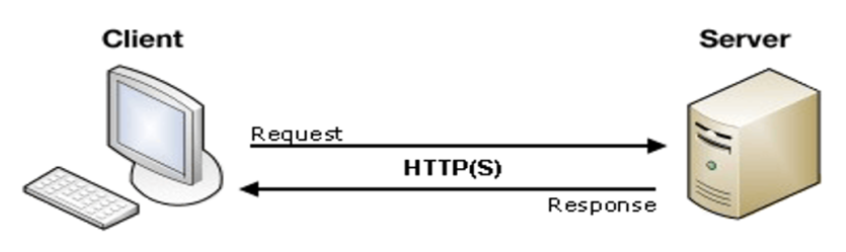 Client
Server
Request
HTTP(S)
Response